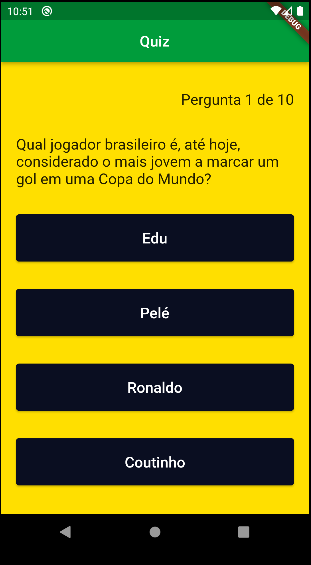 10:51
DEBUG
Quiz
Pergunta 1 de 10
Qual jogador brasileiro é, até hoje,
considerado o mais jovem a marcar um
gol em uma Copa do Mundo?
Edu
Pelé
Ronaldo
Coutinho